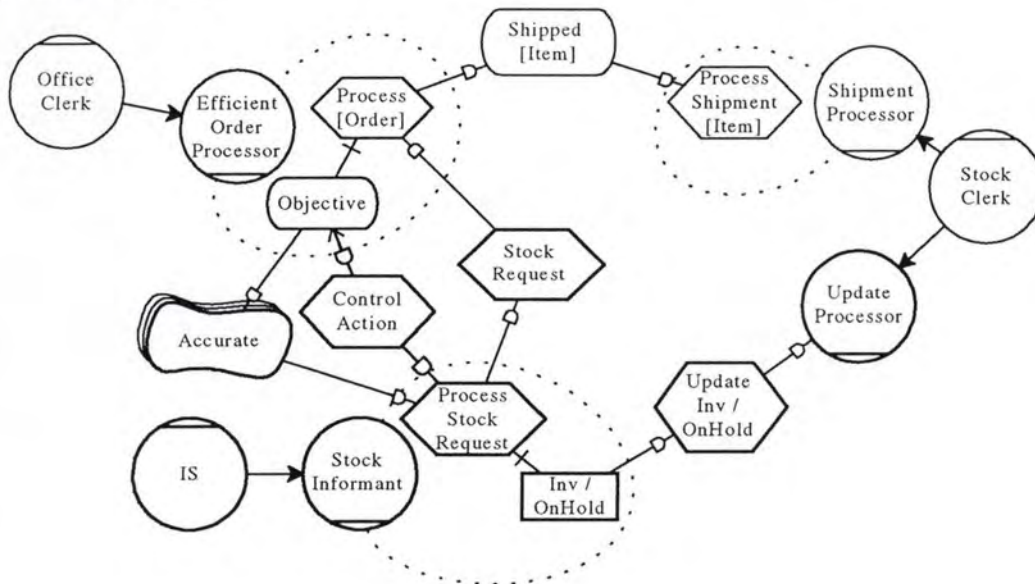 Office
Clerk
Efficient
Order
Processor
Process
[Order]
Shipped
[Item]
Process
Shipment
[Item]
Shipment
Processor
Stock
Clerk
Objective
Stock
Request
Control
Action
Accurate
Update
Processor
Process
Stock
Request
Update
Inv /
OnHold
IS
Stock
Informant
Inv /
OnHold